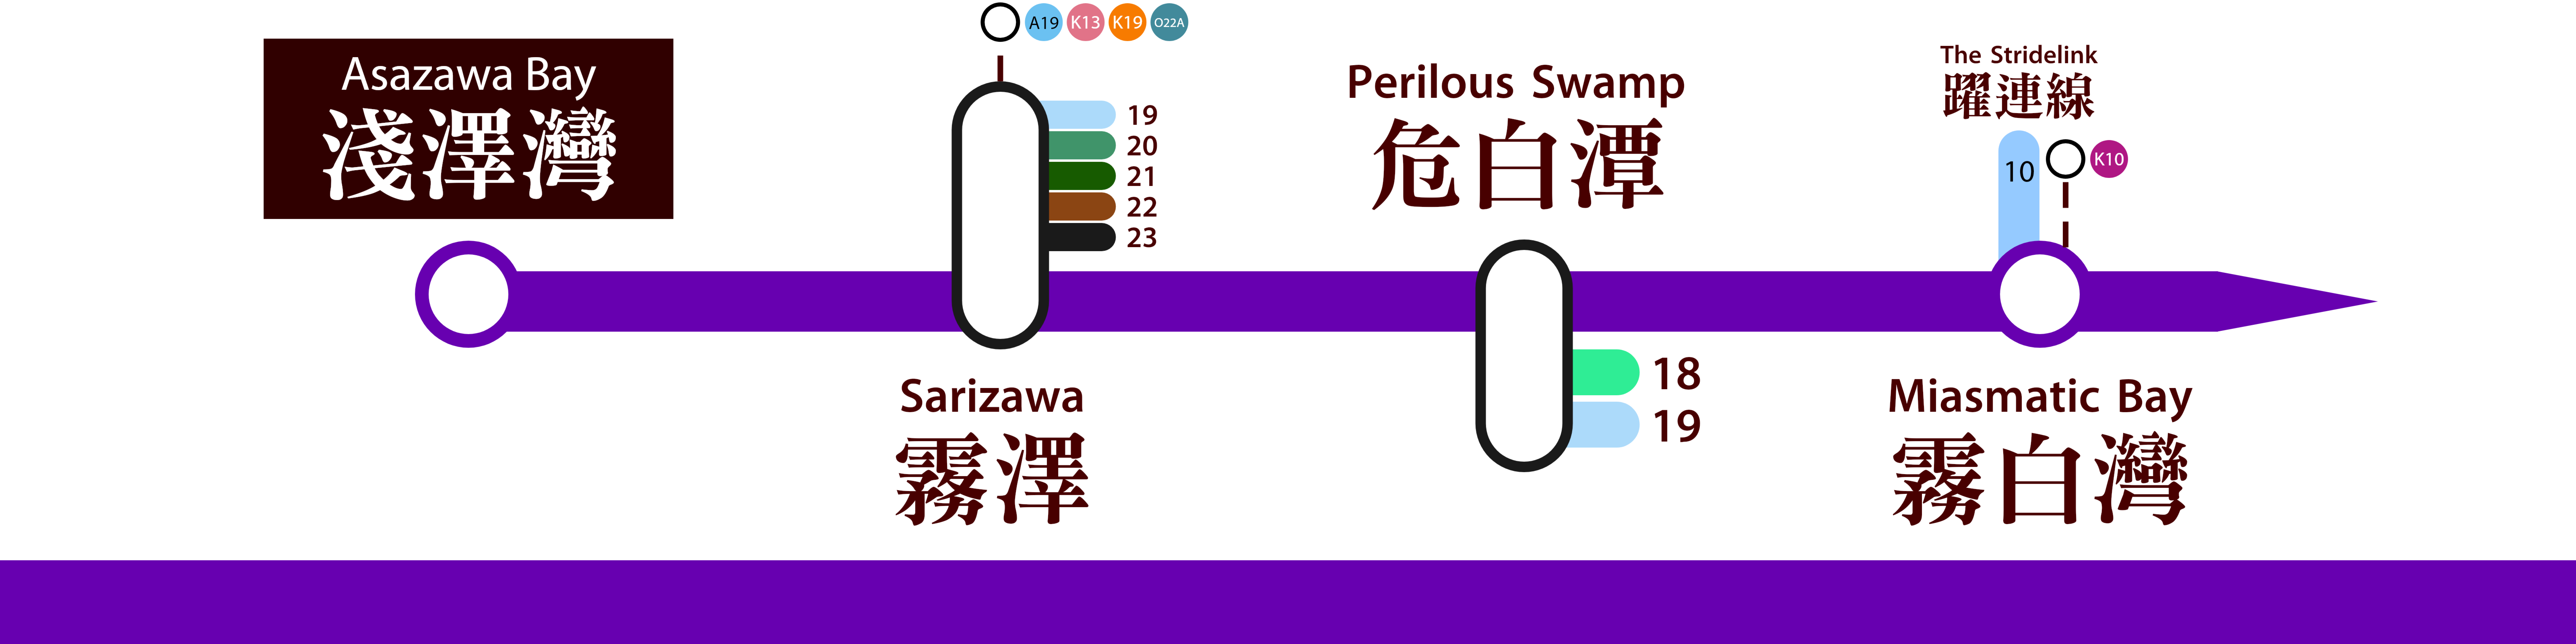 Asazawa Bay
淺澤灣
A19 K13 K19 O22A
19
20
21
22
23
Sarizawa
霧澤
Perilous Swamp
危白潭
18
19
The Stridelink
躍連線
10 K10
Miasmatic Bay
霧白灣